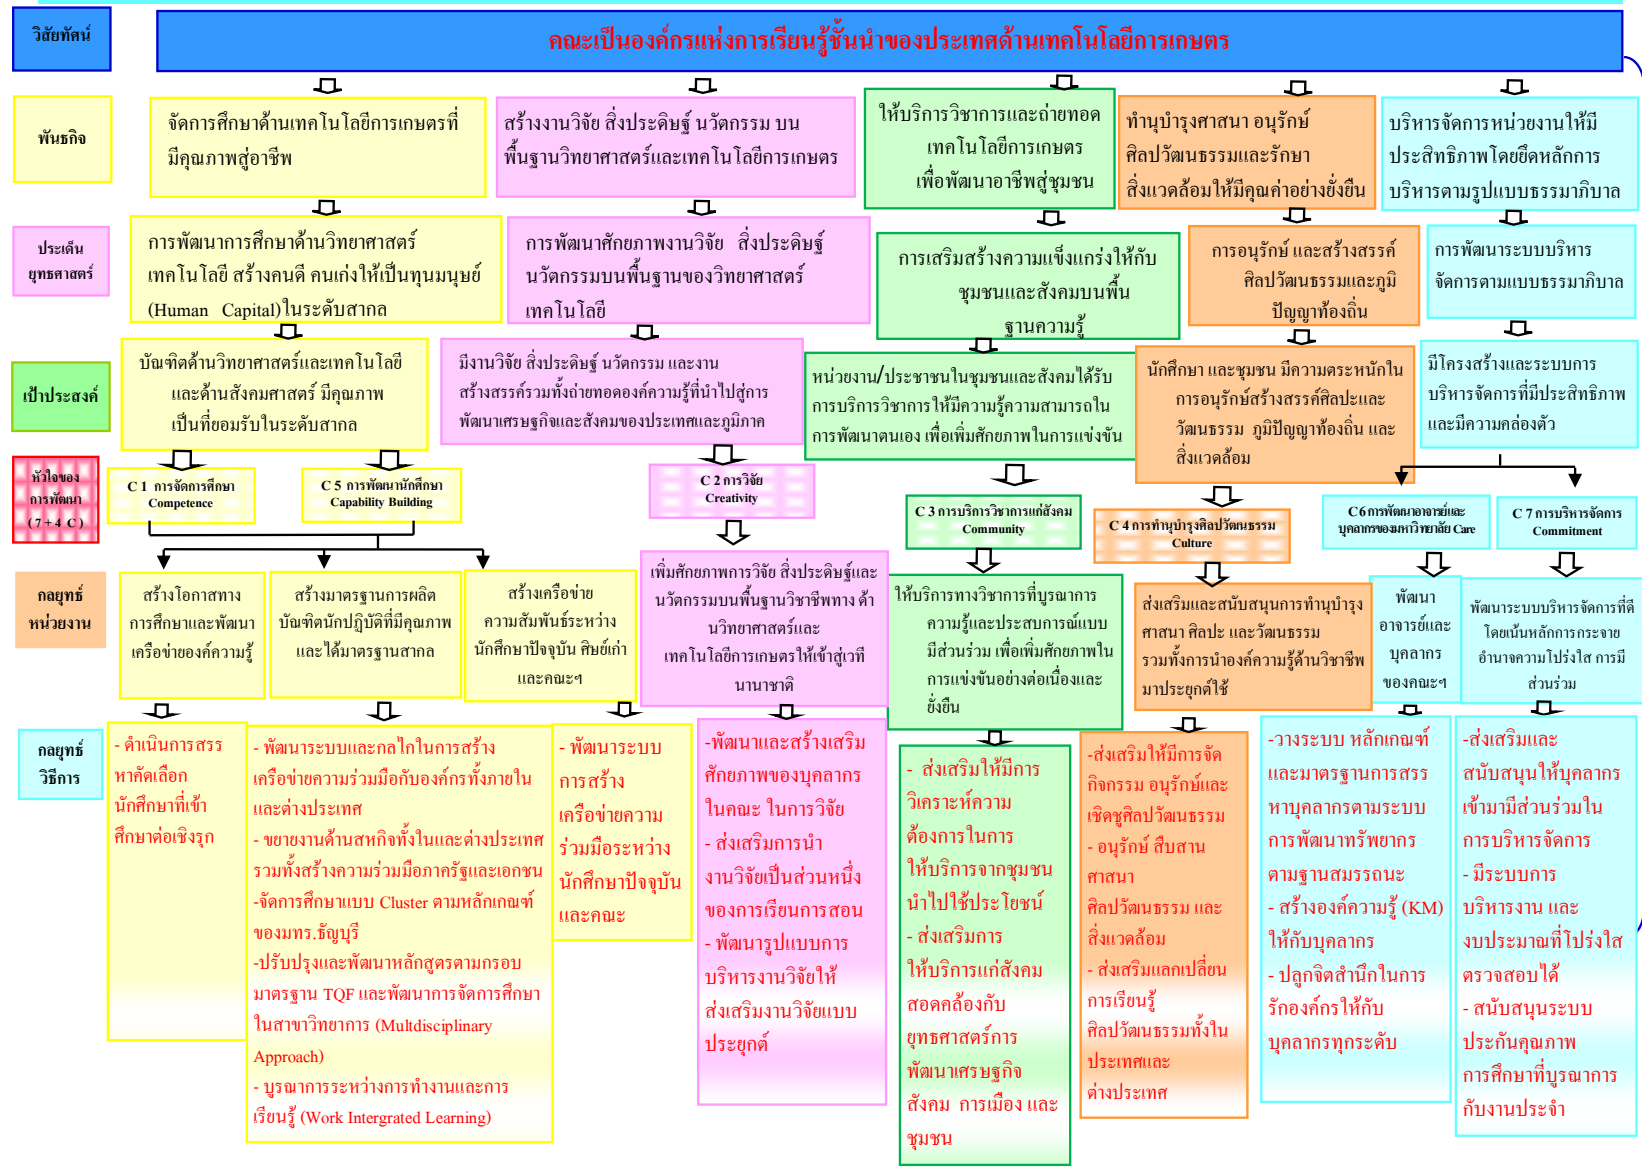 วิสัยทัศน์
คณะเป็นองค์กรแห่งการเรียนรู้ชั้นนำของประเทศด้านเทคโนโลยีการเกษตร
พันธกิจ
จัดการศึกษาด้านเทคโนโลยีการเกษตรที่
มีคุณภาพสู่อาชีพ
สร้างงานวิจัย สิ่งประดิษฐ์ นวัตกรรม บน
พื้นฐานวิทยาศาสตร์และเทคโนโลยีการเกษตร
ให้บริการวิชาการและถ่ายทอด
เทคโนโลยีการเกษตร
เพื่อพัฒนาอาชีพสู่ชุมชน
ทำนุบำรุงศาสนา อนุรักษ์
ศิลปวัฒนธรรมและรักษา
สิ่งแวดล้อมให้มีคุณค่าอย่างยั่งยืน
บริหารจัดการหน่วยงานให้มี
ประสิทธิภาพโดยยึดหลักการ
บริหารตามรูปแบบธรรมาภิบาล
ประเด็น
ยุทธศาสตร์
การพัฒนาการศึกษาด้านวิทยาศาสตร์
เทคโนโลยี สร้างคนดี คนเก่งให้เป็นทุนมนุษย์
(Human Capital)ในระดับสากล
การพัฒนาศักยภาพงานวิจัย สิ่งประดิษฐ์
นวัตกรรมบนพื้นฐานของวิทยาศาสตร์
เทคโนโลยี
การเสริมสร้างความแข็งแกร่งให้กับ
ชุมชนและสังคมบนพื้น
ฐานความรู้
การอนุรักษ์ และสร้างสรรค์
ศิลปวัฒนธรรมและภูมิ
ปัญญาท้องถิ่น
การพัฒนาระบบบริหาร
จัดการตามแบบธรรมาภิบาล
เป้าประสงค์
บัณฑิตด้านวิทยาศาสตร์และเทคโนโลยี
และด้านสังคมศาสตร์ มีคุณภาพ
เป็นที่ยอมรับในระดับสากล
มีงานวิจัย สิ่งประดิษฐ์ นวัตกรรม และงาน
สร้างสรรค์รวมทั้งถ่ายทอดองค์ความรู้ที่นำไปสู่การ
พัฒนาเศรษฐกิจและสังคมของประเทศและภูมิภาค
หน่วยงาน/ประชาชนในชุมชนและสังคมได้รับ
การบริการวิชาการให้มีความรู้ความสามารถใน
การพัฒนาตนเอง เพื่อเพิ่มศักยภาพในการแข่งขัน
นักศึกษา และชุมชน มีความตระหนักใน
การอนุรักษ์สร้างสรรค์ศิลปะและ
วัฒนธรรม ภูมิปัญญาท้องถิ่น และ
สิ่งแวดล้อม
มีโครงสร้างและระบบการ
บริหารจัดการที่มีประสิทธิภาพ
และมีความคล่องตัว
หัวใจของ
การพัฒนา
( 7 + 4 C )
C 1 การจัดการศึกษา
Competence
C 5 การพัฒนานักศึกษา
Capability Building
C 2 การวิจัย
Creativity
C 3 การบริการวิชาการแก่สังคม
Community
C 4 การทำนุบำรุงศิลปวัฒนธรรม
Culture
C 6 การพัฒนาอาจารย์และ
บุคลากรของมหาวิทยาลัย Care
C 7 การบริหารจัดการ
Commitment
กลยุทธ์
หน่วยงาน
สร้างโอกาสทาง
การศึกษาและพัฒนา
เครือข่ายองค์ความรู้
สร้างมาตรฐานการผลิต
บัณฑิตนักปฏิบัติที่มีคุณภาพ
และได้มาตรฐานสากล
สร้างเครือข่าย
ความสัมพันธ์ระหว่าง
นักศึกษาปัจจุบัน ศิษย์เก่า
และคณะฯ
เพิ่มศักยภาพการวิจัย สิ่งประดิษฐ์และ
นวัตกรรมบนพื้นฐานวิชาชีพทาง ด้า
นวิทยาศาสตร์และ
เทคโนโลยีการเกษตรให้เข้าสู่เวที
นานาชาติ
ให้บริการทางวิชาการที่บูรณาการ
ความรู้และประสบการณ์แบบ
มีส่วนร่วม เพื่อเพิ่มศักยภาพใน
การแข่งขันอย่างต่อเนื่องและ
ยั่งยืน
ส่งเสริมและสนับสนุนการทำนุบำรุง
ศาสนา ศิลปะ และวัฒนธรรม
รวมทั้งการนำองค์ความรู้ด้านวิชาชีพ
มาประยุกต์ใช้
พัฒนา
อาจารย์และ
บุคลากร
ของคณะฯ
พัฒนาระบบบริหารจัดการที่ดี
โดยเน้นหลักการกระจาย
อำนาจความโปร่งใส การมี
ส่วนร่วม
กลยุทธ์
วิธีการ
- ดำเนินการสรร
หาคัดเลือก
นักศึกษาที่เข้า
ศึกษาต่อเชิงรุก
- พัฒนาระบบและกลไกในการสร้าง
เครือข่ายความร่วมมือกับองค์กรทั้งภายใน
และต่างประเทศ
- ขยายงานด้านสหกิจทั้งในและต่างประเทศ
รวมทั้งสร้างความร่วมมือภาครัฐและเอกชน
-จัดการศึกษาแบบ Cluster ตามหลักเกณฑ์
ของมทร.ธัญบุรี
-ปรับปรุงและพัฒนาหลักสูตรตามกรอบ
มาตรฐาน TQF และพัฒนาการจัดการศึกษา
ในสาขาวิทยาการ (Multdisciplinary
Approach)
- บูรณาการระหว่างการทำงานและการ
เรียนรู้ (Work Intergrated Learning)
- พัฒนาระบบ
การสร้าง
เครือข่ายความ
ร่วมมือระหว่าง
นักศึกษาปัจจุบัน
และคณะ
-พัฒนาและสร้างเสริม
ศักยภาพของบุคลากร
ในคณะ ในการวิจัย
- ส่งเสริมการนำ
งานวิจัยเป็นส่วนหนึ่ง
ของการเรียนการสอน
- พัฒนารูปแบบการ
บริหารงานวิจัยให้
ส่งเสริมงานวิจัยแบบ
ประยุกต์
- ส่งเสริมให้มีการ
วิเคราะห์ความ
ต้องการในการ
ให้บริการจากชุมชน
นำไปใช้ประโยชน์
- ส่งเสริมการ
ให้บริการแก่สังคม
สอดคล้องกับ
ยุทธศาสตร์การ
พัฒนาเศรษฐกิจ
สังคม การเมือง และ
ชุมชน
-ส่งเสริมให้มีการจัด
กิจกรรม อนุรักษ์และ
เชิดชูศิลปวัฒนธรรม
- อนุรักษ์ สืบสาน
ศาสนา
ศิลปวัฒนธรรม และ
สิ่งแวดล้อม
- ส่งเสริมแลกเปลี่ยน
การเรียนรู้
ศิลปวัฒนธรรมทั้งใน
ประเทศและ
ต่างประเทศ
-วางระบบ หลักเกณฑ์
และมาตรฐานการสรร
หาบุคลากรตามระบบ
การพัฒนาทรัพยากร
ตามฐานสมรรถนะ
- สร้างองค์ความรู้ (KM)
ให้กับบุคลากร
- ปลูกจิตสำนึกในการ
รักองค์กรให้กับ
บุคลากรทุกระดับ
-ส่งเสริมและ
สนับสนุนให้บุคลากร
เข้ามามีส่วนร่วมใน
การบริหารจัดการ
- มีระบบการ
บริหารงาน และ
งบประมาณที่โปร่งใส
ตรวจสอบได้
- สนับสนุนระบบ
ประกันคุณภาพ
การศึกษาที่บูรณาการ
กับงานประจำ